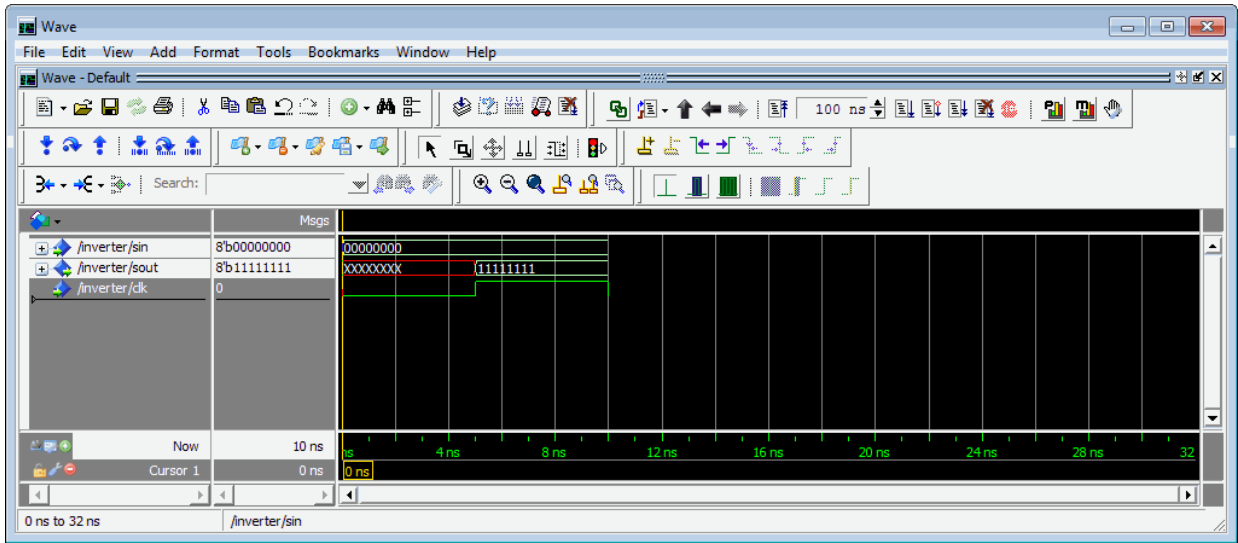 Wave
File Edit View Add Format Tools Bookmarks Window Help
Wave - Default
100 ns
Search:
Msgs
/inverter/sin 8'b00000000 00000000
/inverter/sout 8'b11111111 XXXXXXXX 11111111
/inverter/clk 0
Now 10 ns ns 4 ns 8 ns 12 ns 16 ns 20 ns 24 ns 28 ns 32
Cursor 1 0 ns 0 ns
0 ns to 32 ns /inverter/sin